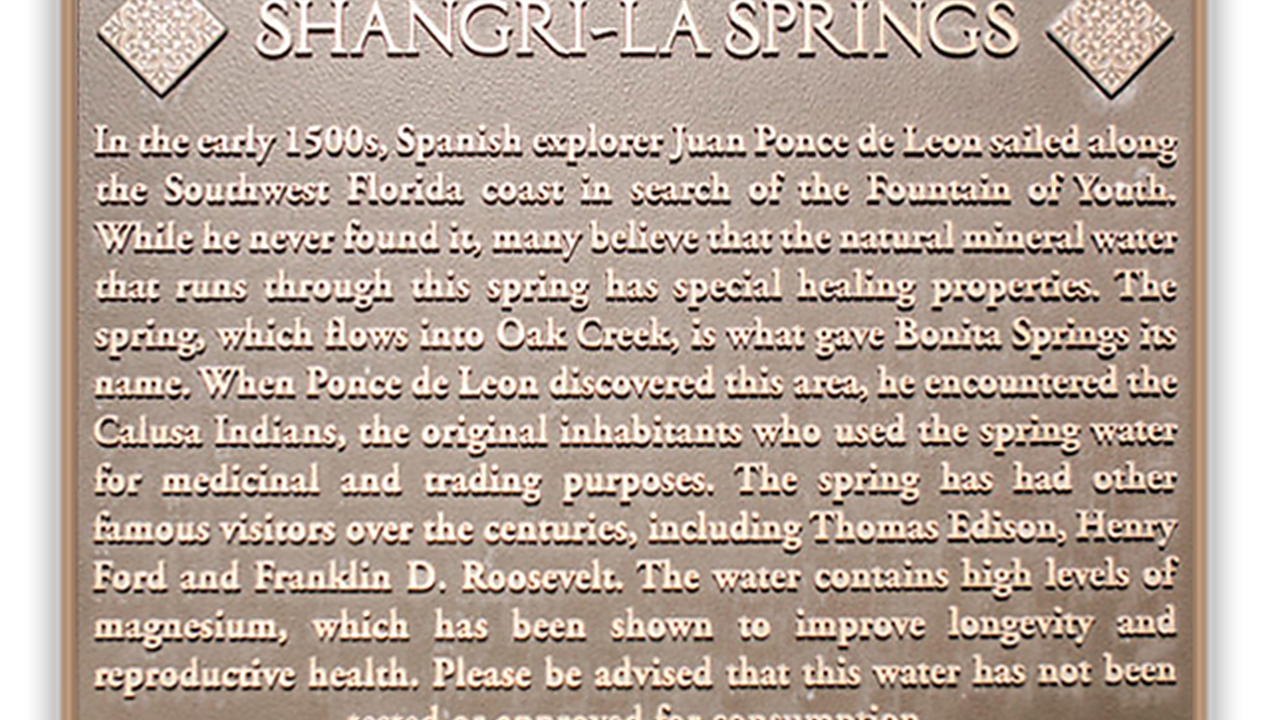 SHANGRI-LA SPRINGS
In the early 1500s, Spanish explorer Juan Ponce de Leon sailed along
the Southwest Florida coast in search of the Fountain of Youth.
While he never found it, many believe that the natural mineral water
that runs through this spring has special healing properties. The
spring, which flows into Oak Creek, is what gave Bonita Springs its
name. When Ponce de Leon discovered this area, he encountered the
Calusa Indians, the original inhabitants who used the spring water
for medicinal and trading purposes. The spring has had other
famous visitors over the centuries, including Thomas Edison, Henry
Ford and Franklin D. Roosevelt. The water contains high levels of
magnesium, which has been shown to improve longevity and
reproductive health. Please be advised that this water has not been
tested or approved for consumption.